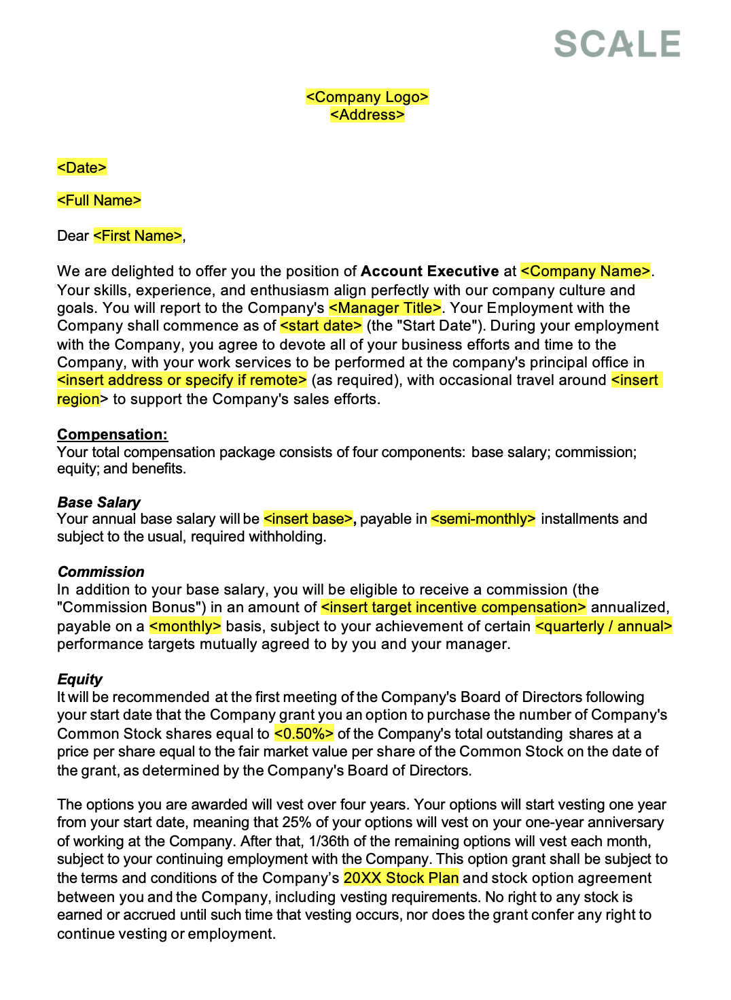 SCALE
<Company Logo>
<Address>
<Date>
<Full Name>
Dear <First Name>,
We are delighted to offer you the position of Account Executive at <Company Name>.
Your skills, experience, and enthusiasm align perfectly with our company culture and
goals. You will report to the Company's <Manager Title>. Your Employment with the
Company shall commence as of <start date> (the "Start Date"). During your employment
with the Company, you agree to devote all of your business efforts and time to the
Company, with your work services to be performed at the company's principal office in
<insert address or specify if remote> (as required), with occasional travel around <insert
region> to support the Company's sales efforts.
Compensation:
Your total compensation package consists of four components: base salary; commission;
equity; and benefits.
Base Salary
Your annual base salary will be <insert base>, payable in <semi-monthly> installments and
subject to the usual, required withholding.
Commission
In addition to your base salary, you will be eligible to receive a commission (the
"Commission Bonus") in an amount of <insert target incentive compensation> annualized,
payable on a <monthly> basis, subject to your achievement of certain <quarterly / annual>
performance targets mutually agreed to by you and your manager.
Equity
It will be recommended at the first meeting of the Company's Board of Directors following
your start date that the Company grant you an option to purchase the number of Company's
Common Stock shares equal to <0.50%> of the Company's total outstanding shares at a
price per share equal to the fair market value per share of the Common Stock on the date of
the grant, as determined by the Company's Board of Directors.
The options you are awarded will vest over four years. Your options will start vesting one year
from your start date, meaning that 25% of your options will vest on your one-year anniversary
of working at the Company. After that, 1/36th of the remaining options will vest each month,
subject to your continuing employment with the Company. This option grant shall be subject to
the terms and conditions of the Company’s 20XX Stock Plan and stock option agreement
between you and the Company, including vesting requirements. No right to any stock is
earned or accrued until such time that vesting occurs, nor does the grant confer any right to
continue vesting or employment.